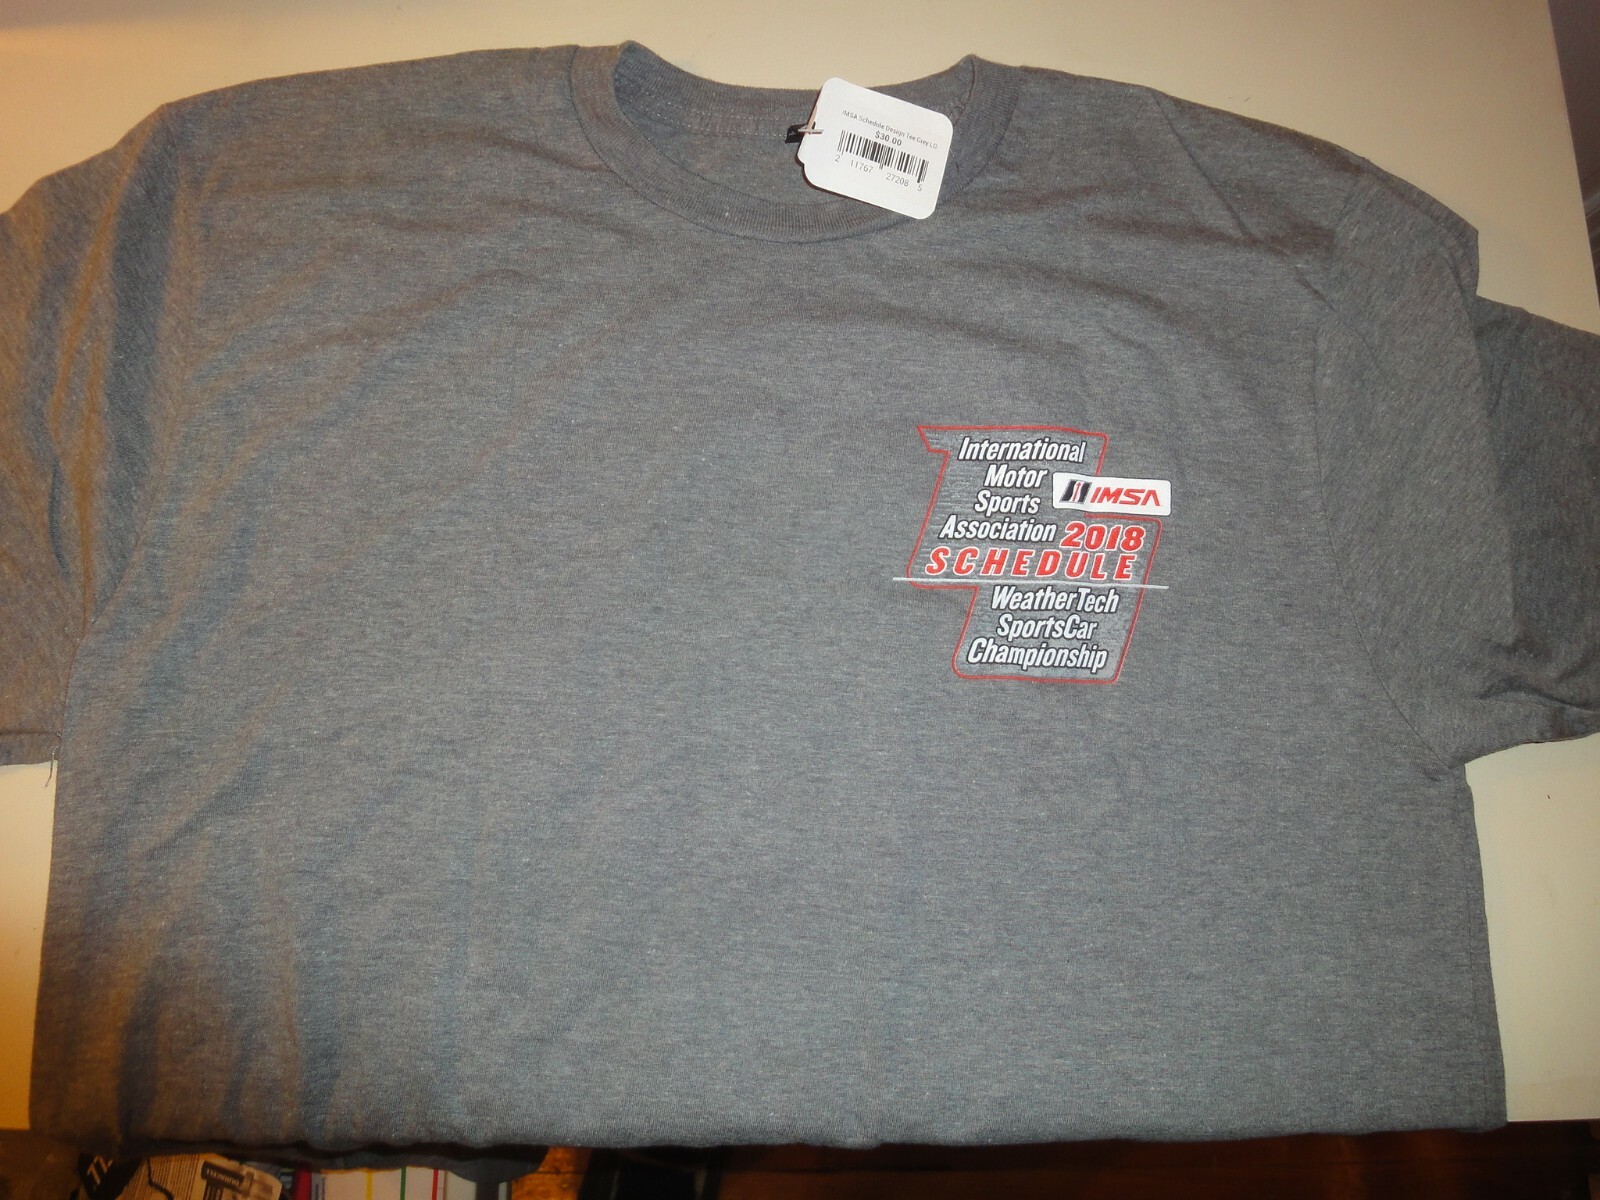 IMSA Schedule Design Tee Grey LG
$30.00
2 11767 27208 5
International
Motor
Sports
IMSA
Association 2018
SCHEDULE
WeatherTech
SportsCar
Championship